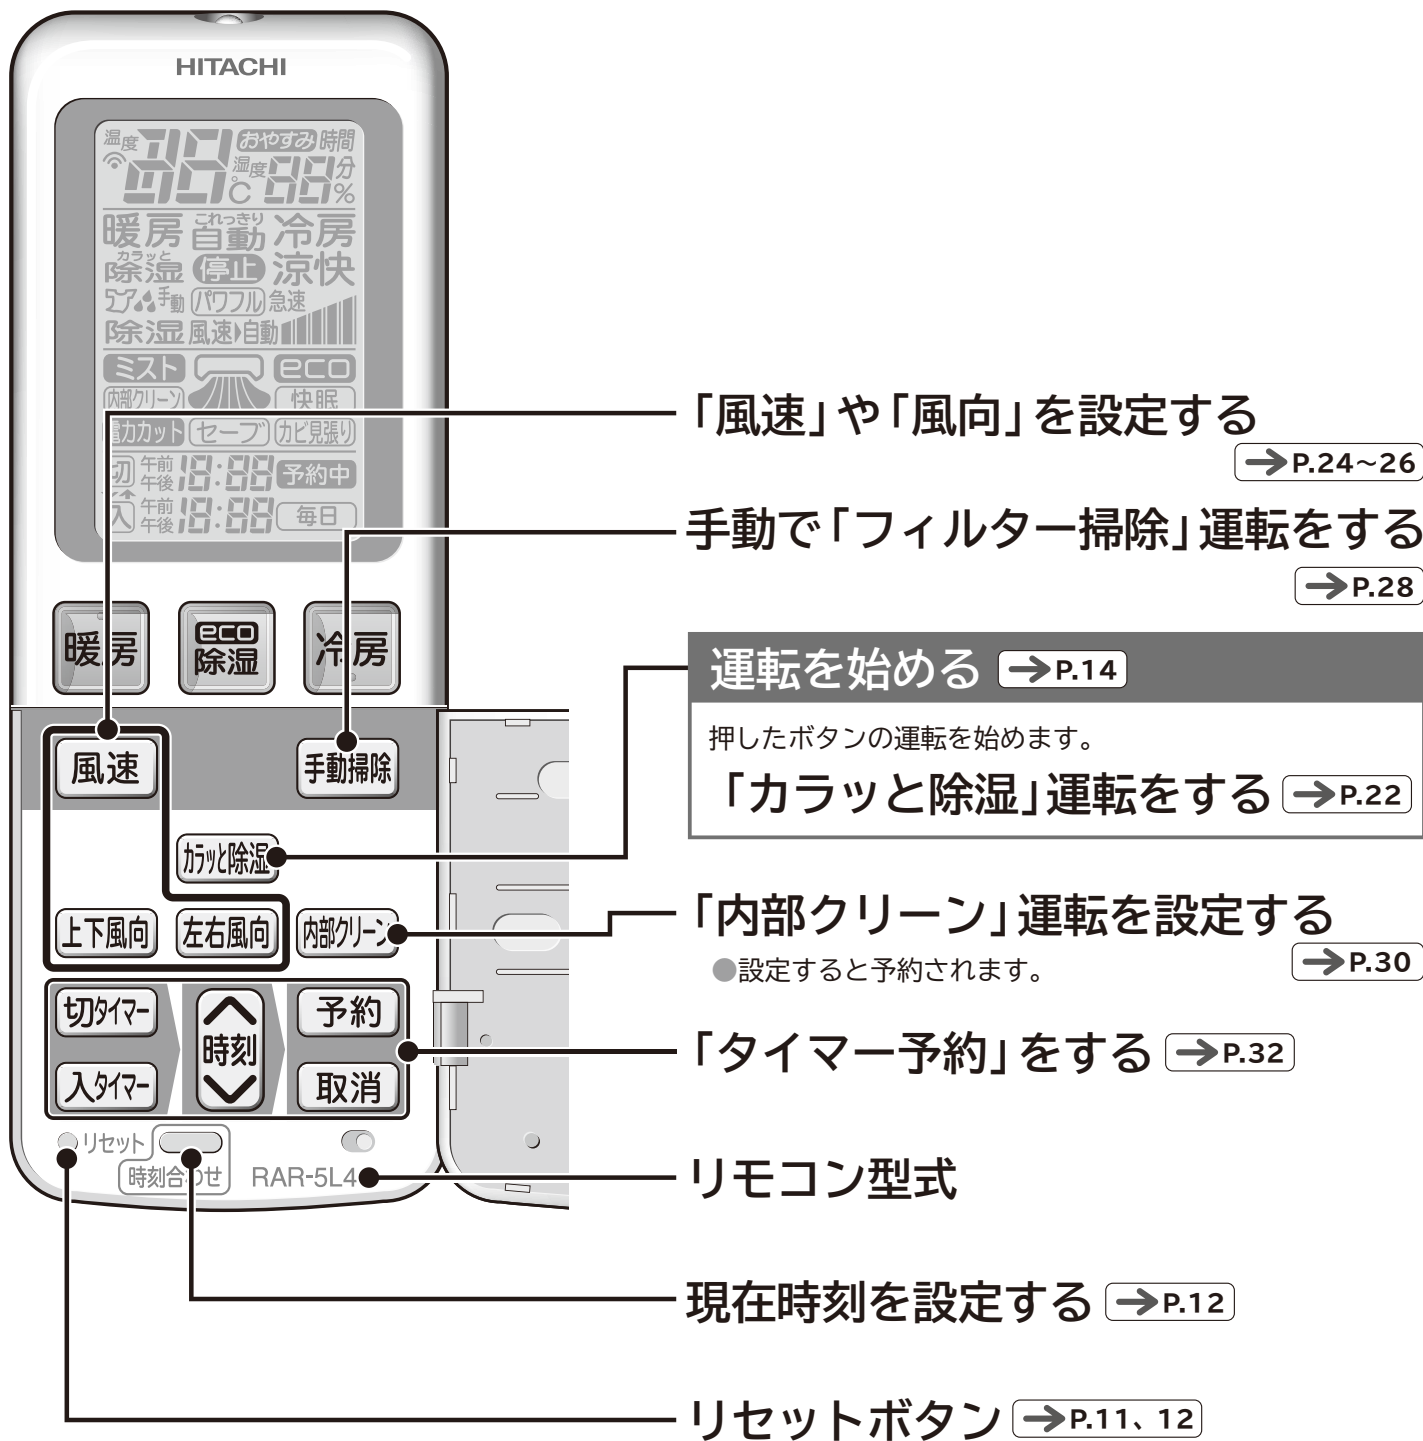 HITACHI
温度 おやすみ 時間
88℃ 湿度 88 分 %
暖房 これっきり自動 冷房
カラッと除湿 停止 涼快
手動 パワフル 急速
除湿 風速 自動
ミスト eco
内部クリーン 快眠
電力カット セーブ カビ見張り
切 午前 午後 18:88 予約中
入 午前 午後 18:88 毎日
「風速」や「風向」を設定する
➔P.24~26
手動で「フィルター掃除」運転をする
➔P.28
暖房 eco除湿 冷房
運転を始める ➔P.14
押したボタンの運転を始めます。
「カラッと除湿」運転をする ➔P.22
風速 手動掃除
カラッと除湿
上下風向 左右風向 内部クリーン
「内部クリーン」運転を設定する
●設定すると予約されます。 ➔P.30
切タイマー 時刻 予約
入タイマー 取消
「タイマー予約」をする ➔P.32
リセット
時刻合わせ RAR-5L4
リモコン型式
現在時刻を設定する ➔P.12
リセットボタン ➔P.11、12